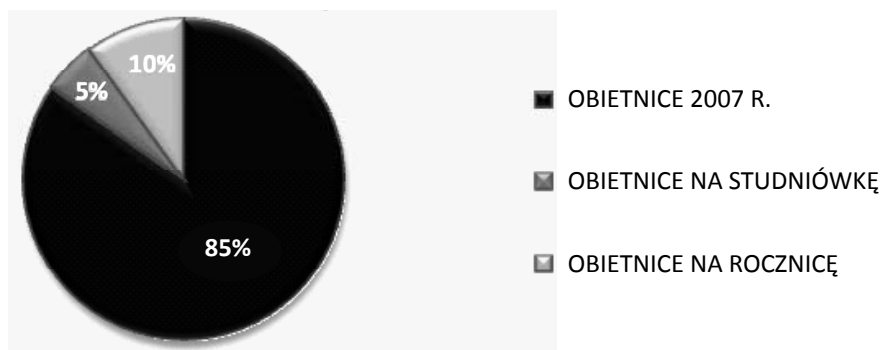 10%
5%
85%
OBIETNICE 2007 R.
OBIETNICE NA STUDNIÓWKĘ
OBIETNICE NA ROCZNICĘ